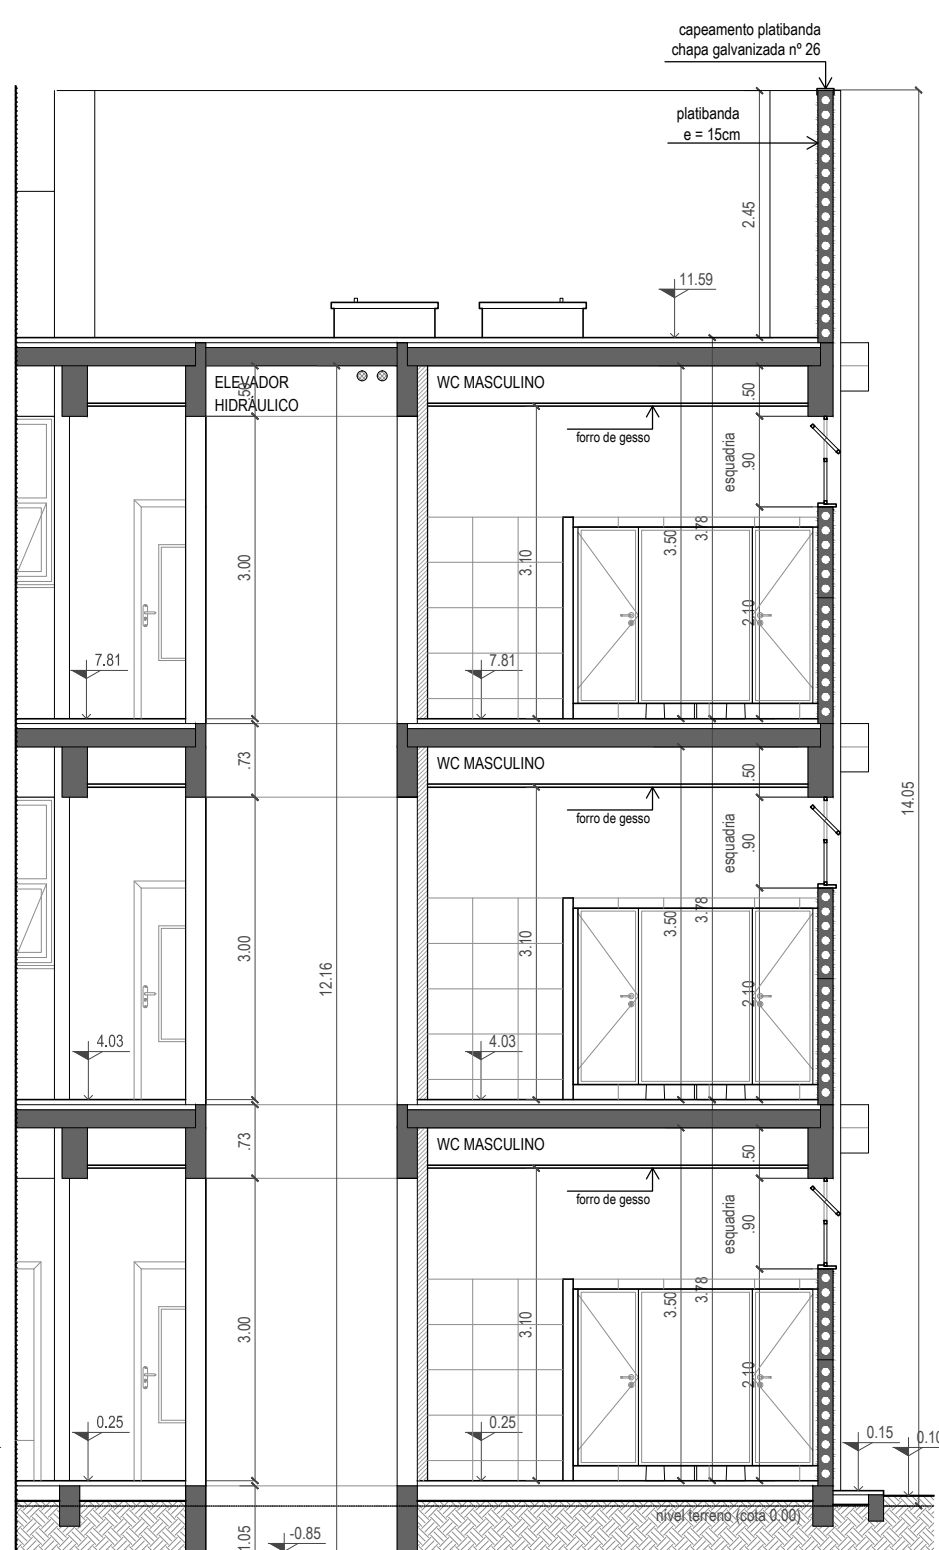 capeamento platibanda
chapa galvanizada nº 26
platibanda
e = 15cm
2.45
11.59
ELEVADOR
HIDRÁULICO
.50
WC MASCULINO
.50
forro de gesso
esquadria
.90
3.00
3.10
3.50
3.78
2.10
7.81
7.81
.73
WC MASCULINO
.50
forro de gesso
esquadria
.90
14.05
3.00
12.16
3.10
3.50
3.78
2.10
4.03
4.03
.73
WC MASCULINO
.50
forro de gesso
esquadria
.90
3.00
3.10
3.50
3.78
2.10
0.25
0.25
0.15
0.10
nível terreno (cota 0.00)
1.05
-0.85